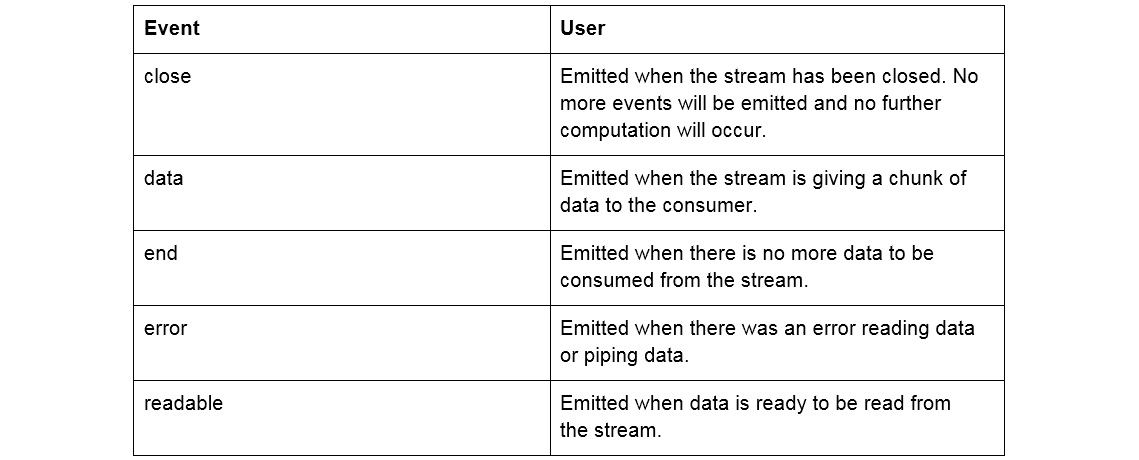 Event User
close Emitted when the stream has been closed. No
more events will be emitted and no further
computation will occur.
data Emitted when the stream is giving a chunk of
data to the consumer.
end Emitted when there is no more data to be
consumed from the stream.
error Emitted when there was an error reading data
or piping data.
readable Emitted when data is ready to be read from
the stream.